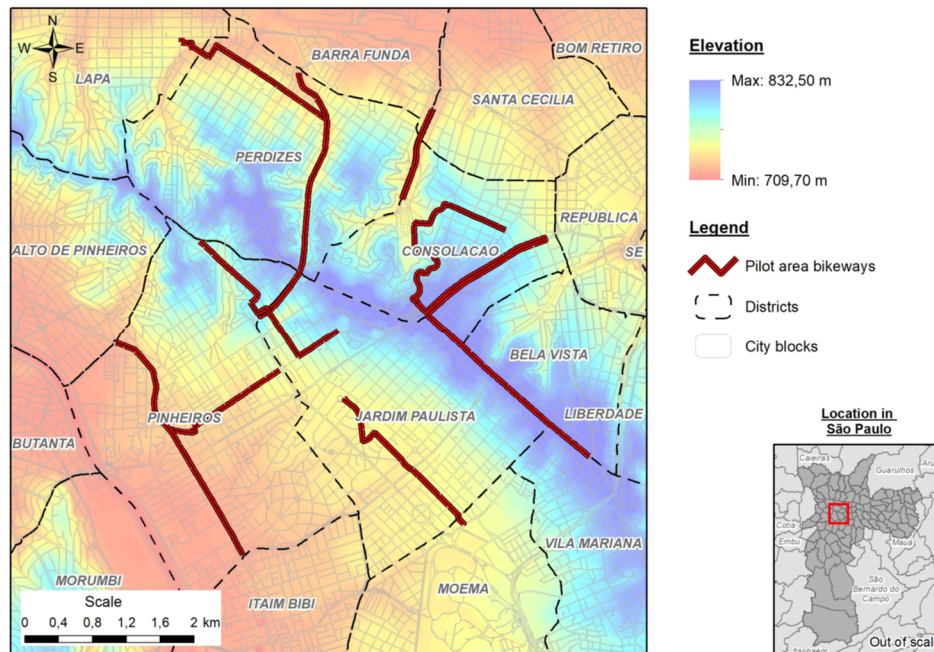 N
W E
S
LAPA
BARRA FUNDA
BOM RETIRO
SANTA CECILIA
PERDIZES
REPUBLICA
ALTO DE PINHEIROS
CONSOLACAO
SE
BELA VISTA
PINHEIROS
JARDIM PAULISTA
LIBERDADE
BUTANTA
VILA MARIANA
MORUMBI
MOEMA
ITAIM BIBI
Scale
0 0,4 0,8 1,2 1,6 2 km
Elevation
Max: 832,50 m
Min: 709,70 m
Legend
Pilot area bikeways
Districts
City blocks
Location in
São Paulo
Caieiras
Guarulhos
Aru
Cotia
Embu
Mauá
São
Bernardo
do Campo
Itanhaém
Out of scale